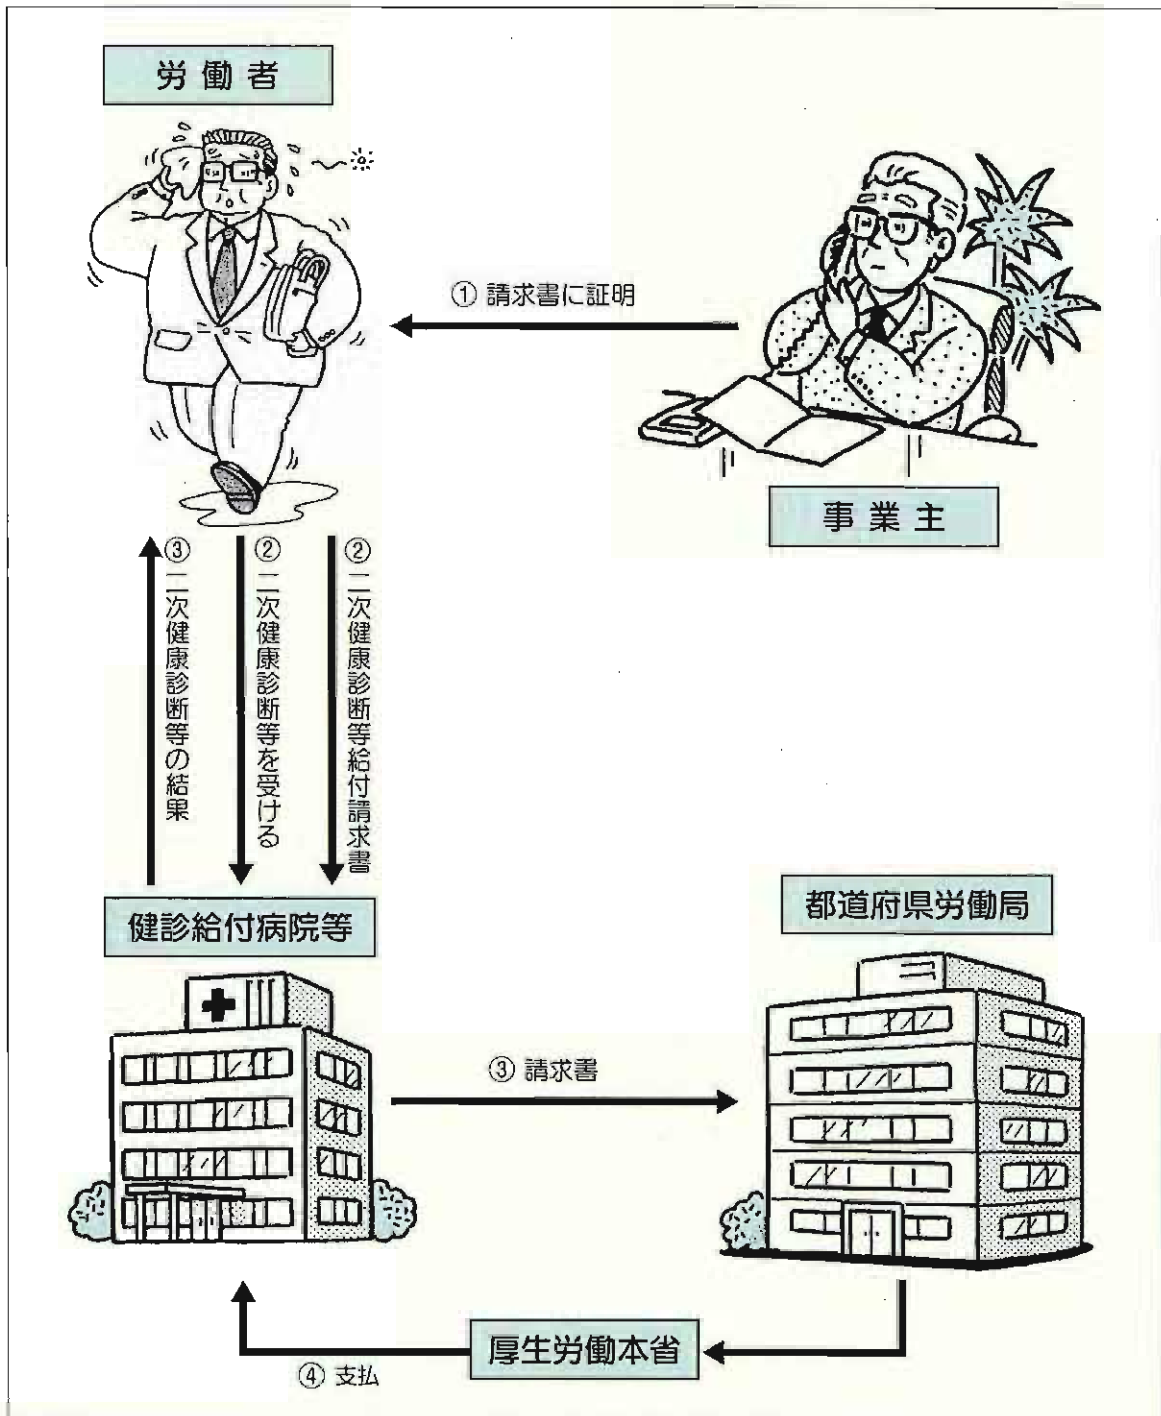 労働者
① 請求書に証明
事業主
③ 二次健康診断等の結果
② 二次健康診断等を受ける
② 二次健康診断等給付請求書
健診給付病院等
都道府県労働局
③ 請求書
厚生労働本省
④ 支払